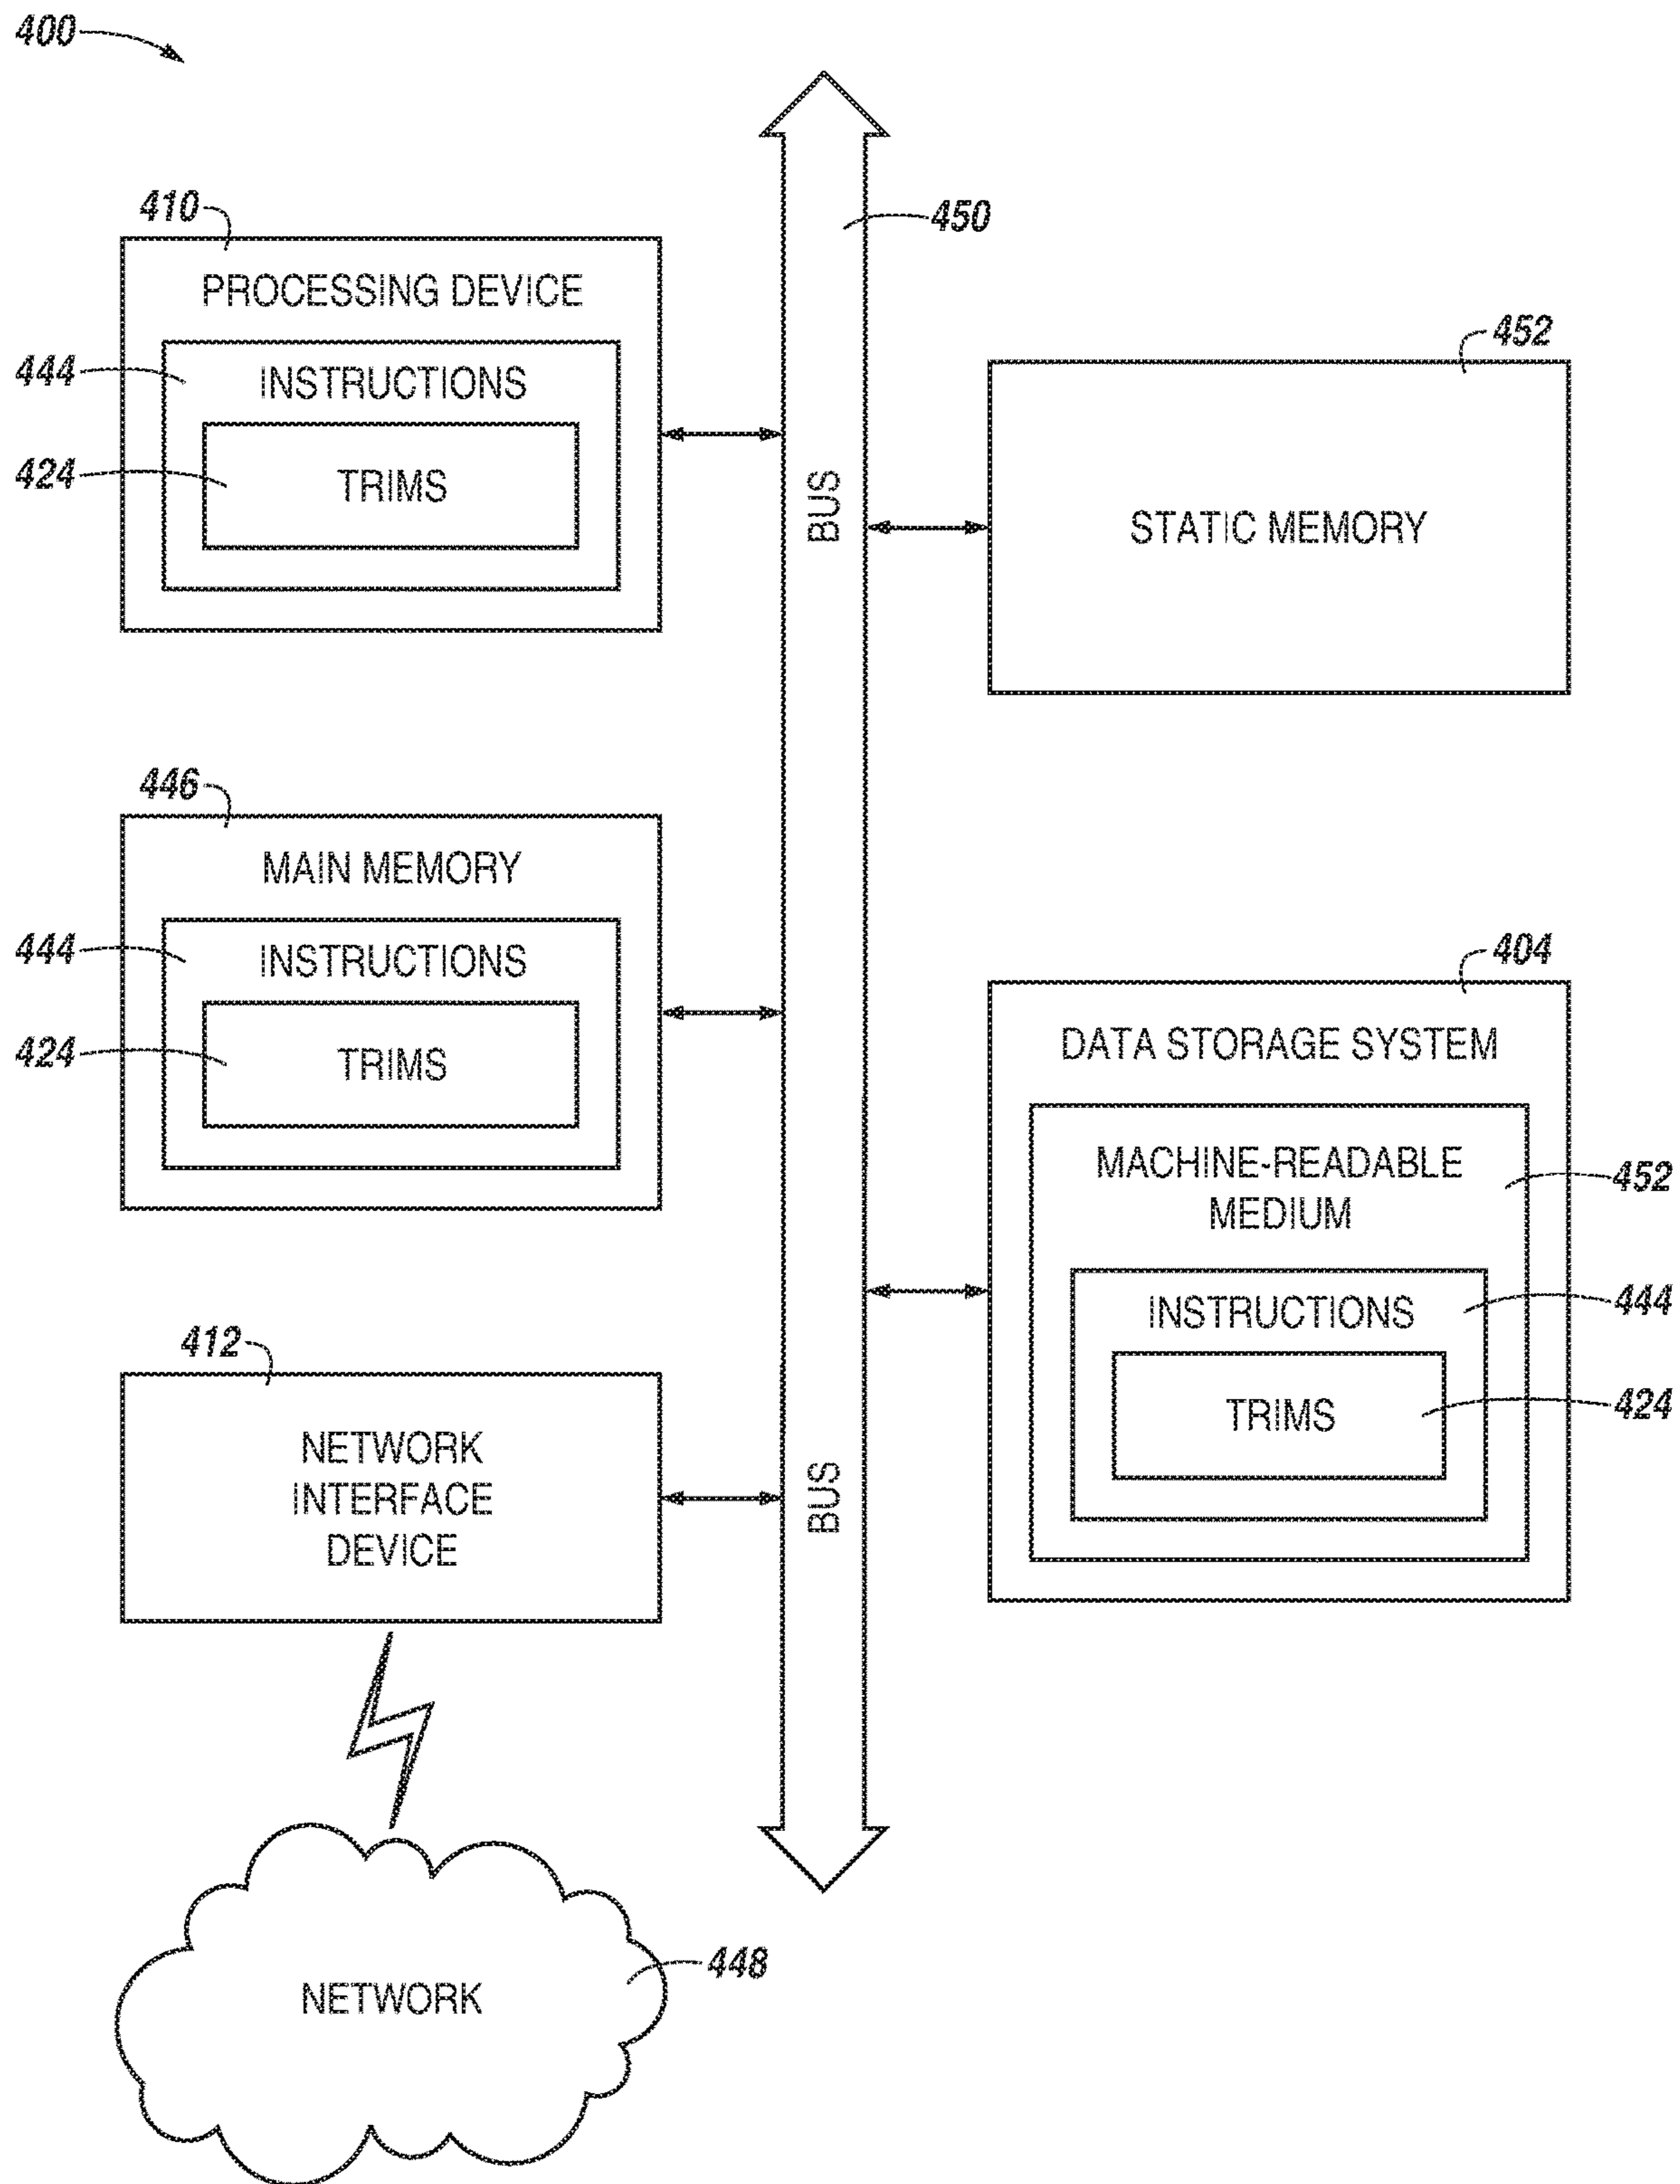 400
410
PROCESSING DEVICE
444
INSTRUCTIONS
424
TRIMS
450
BUS
452
STATIC MEMORY
446
MAIN MEMORY
444
INSTRUCTIONS
424
TRIMS
404
DATA STORAGE SYSTEM
MACHINE-READABLE
MEDIUM
452
INSTRUCTIONS
444
TRIMS
424
412
NETWORK
INTERFACE
DEVICE
BUS
NETWORK
448